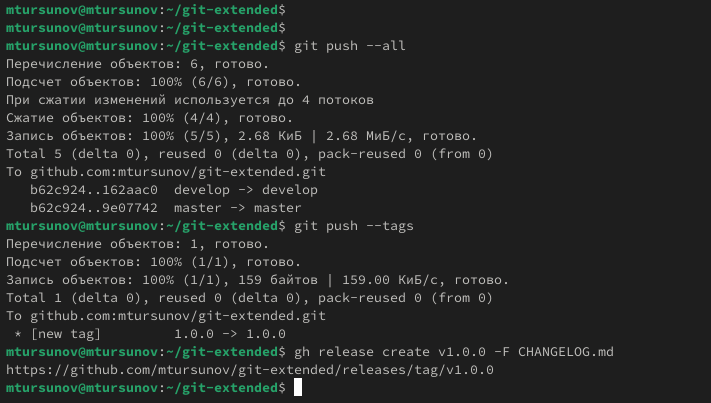 mtursunov@mtursunov:~/git-extended$
mtursunov@mtursunov:~/git-extended$
mtursunov@mtursunov:~/git-extended$ git push --all
Перечисление объектов: 6, готово.
Подсчет объектов: 100% (6/6), готово.
При сжатии изменений используется до 4 потоков
Сжатие объектов: 100% (4/4), готово.
Запись объектов: 100% (5/5), 2.68 КиБ | 2.68 МиБ/с, готово.
Total 5 (delta 0), reused 0 (delta 0), pack-reused 0 (from 0)
To github.com:mtursunov/git-extended.git
   b62c924..162aac0  develop -> develop
   b62c924..9e07742  master -> master
mtursunov@mtursunov:~/git-extended$ git push --tags
Перечисление объектов: 1, готово.
Подсчет объектов: 100% (1/1), готово.
Запись объектов: 100% (1/1), 159 байтов | 159.00 КиБ/с, готово.
Total 1 (delta 0), reused 0 (delta 0), pack-reused 0 (from 0)
To github.com:mtursunov/git-extended.git
 * [new tag]         1.0.0 -> 1.0.0
mtursunov@mtursunov:~/git-extended$ gh release create v1.0.0 -F CHANGELOG.md
https://github.com/mtursunov/git-extended/releases/tag/v1.0.0
mtursunov@mtursunov:~/git-extended$